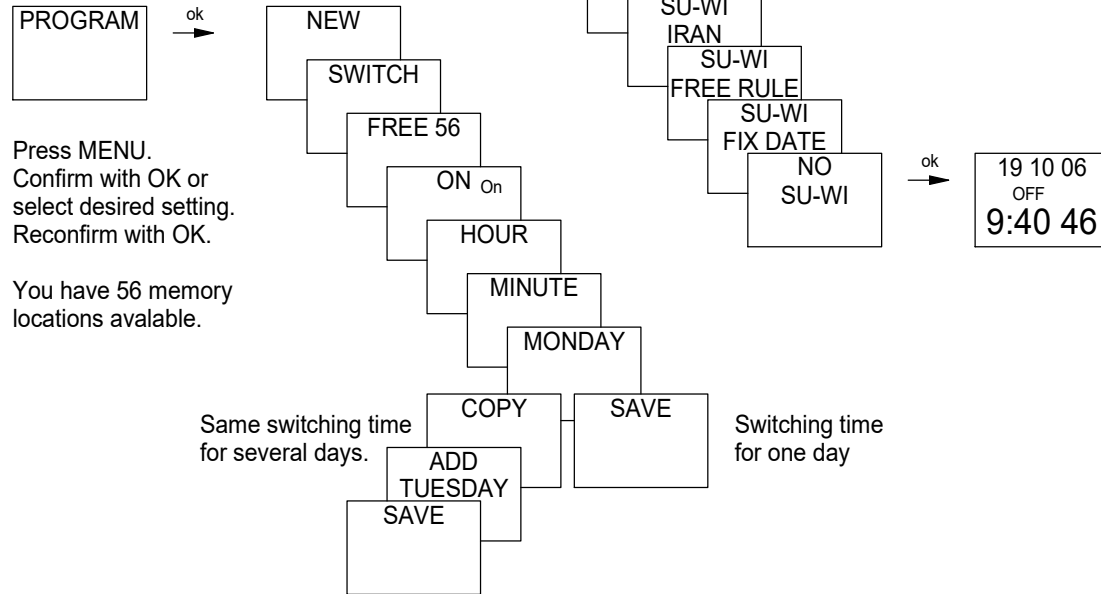 PROGRAM
ok
NEW
SWITCH
FREE 56
ON On
HOUR
MINUTE
MONDAY
COPY
ADD
TUESDAY
SAVE
SAVE
Press MENU.
Confirm with OK or
select desired setting.
Reconfirm with OK.
You have 56 memory
locations avalable.
Same switching time
for several days.
Switching time
for one day
SU-WI
IRAN
SU-WI
FREE RULE
SU-WI
FIX DATE
NO
SU-WI
ok
19 10 06
OFF
9:40 46